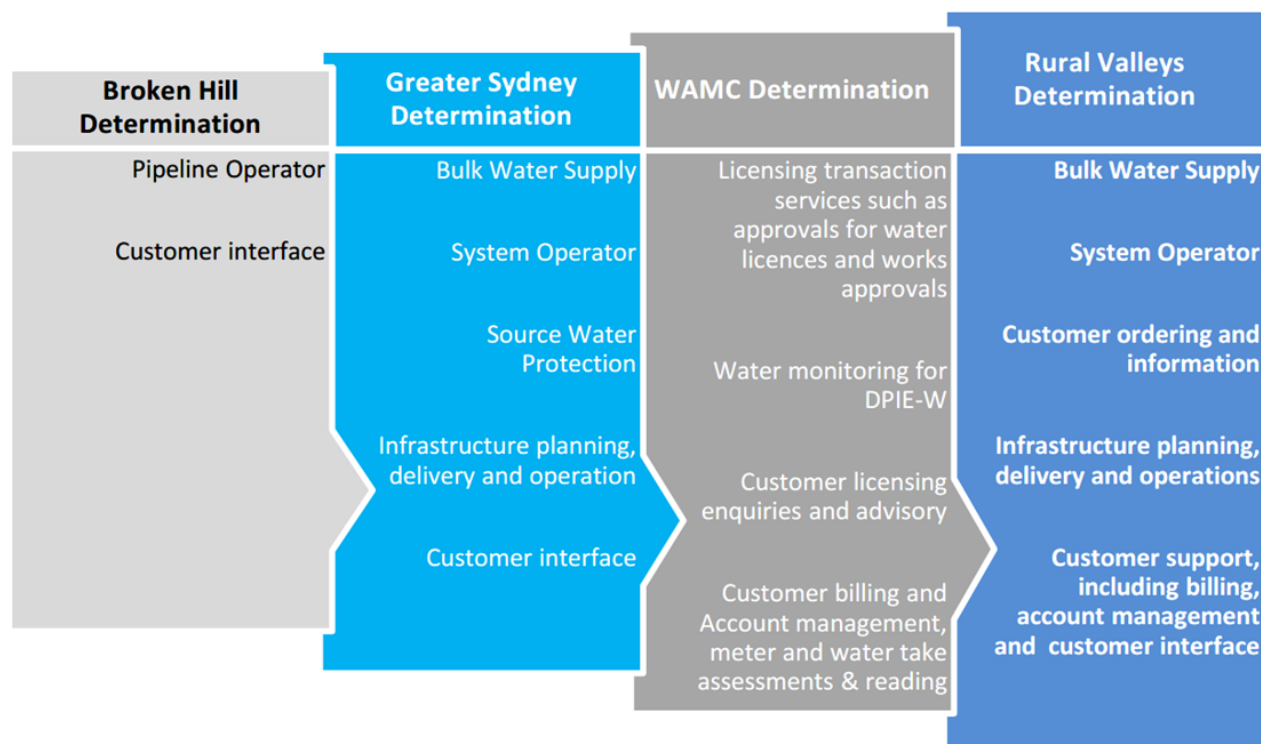 Broken Hill
Determination
Pipeline Operator
Customer interface
Greater Sydney
Determination
Bulk Water Supply
System Operator
Source Water
Protection
Infrastructure planning,
delivery and operation
Customer interface
WAMC Determination
Licensing transaction
services such as
approvals for water
licences and works
approvals
Water monitoring for
DPIE-W
Customer licensing
enquiries and advisory
Customer billing and
Account management,
meter and water take
assessments & reading
Rural Valleys
Determination
Bulk Water Supply
System Operator
Customer ordering and
information
Infrastructure planning,
delivery and operations
Customer support,
including billing,
account management
and customer interface